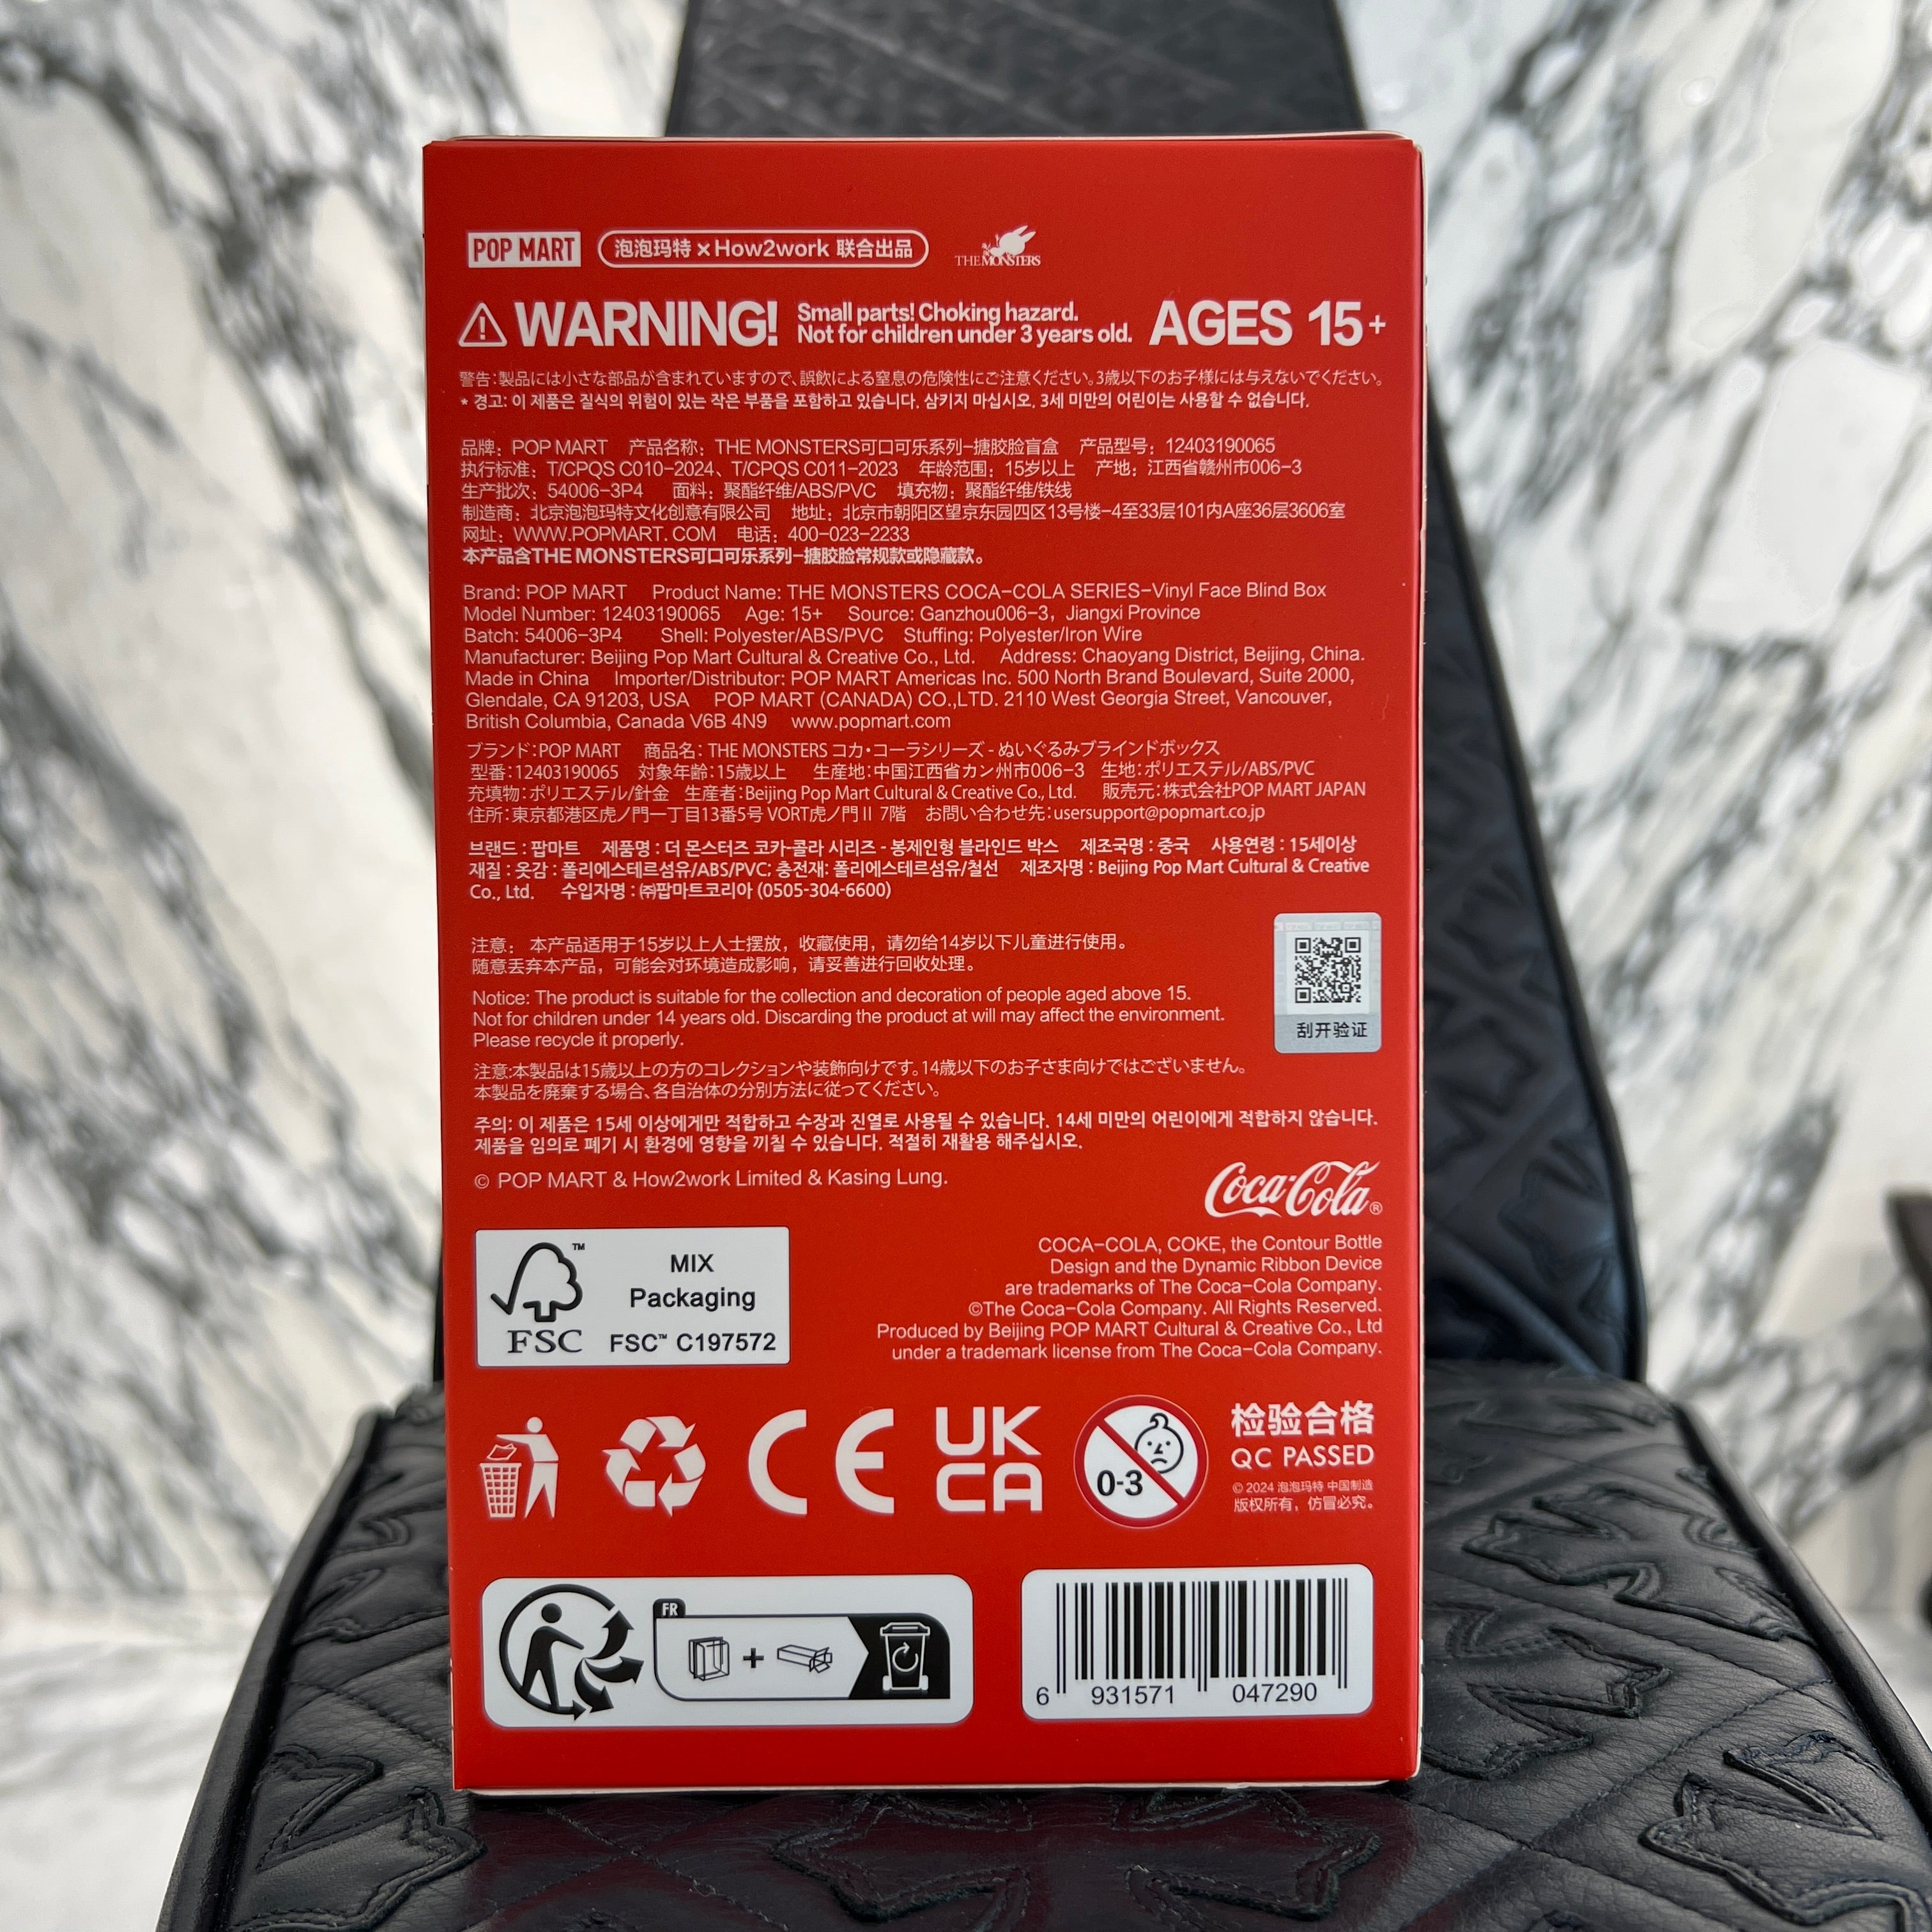 POP MART 泡泡玛特×How2work 联合出品 THE MONSTERS
WARNING! Small parts! Choking hazard. Not for children under 3 years old. AGES 15+
警告:製品には小さな部品が含まれていますので、誤飲による窒息の危険性にご注意ください。3歳以下のお子様には与えないでください。
* 경고: 이 제품은 질식의 위험이 있는 작은 부품을 포함하고 있습니다. 삼키지 마십시오. 3세 미만의 어린이는 사용할 수 없습니다.
品牌：POP MART 产品名称：THE MONSTERS可口可乐系列-搪胶脸盲盒 产品型号：12403190065
执行标准：T/CPQS C010-2024、T/CPQS C011-2023 年龄范围：15岁以上 产地：江西省赣州市006-3
生产批次：54006-3P4 面料：聚酯纤维/ABS/PVC 填充物：聚酯纤维/铁线
制造商：北京泡泡玛特文化创意有限公司 地址：北京市朝阳区望京东园四区13号楼-4至33层101内A座36层3606室
网址：WWW.POPMART.COM 电话：400-023-2233
本产品含THE MONSTERS可口可乐系列-搪胶脸常规款或隐藏款。
Brand: POP MART Product Name: THE MONSTERS COCA-COLA SERIES-Vinyl Face Blind Box
Model Number: 12403190065 Age: 15+ Source: Ganzhou006-3, Jiangxi Province
Batch: 54006-3P4 Shell: Polyester/ABS/PVC Stuffing: Polyester/Iron Wire
Manufacturer: Beijing Pop Mart Cultural & Creative Co., Ltd. Address: Chaoyang District, Beijing, China.
Made in China Importer/Distributor: POP MART Americas Inc. 500 North Brand Boulevard, Suite 2000,
Glendale, CA 91203, USA POP MART (CANADA) CO.,LTD. 2110 West Georgia Street, Vancouver,
British Columbia, Canada V6B 4N9 www.popmart.com
ブランド:POP MART 商品名: THE MONSTERS コカ・コーラシリーズ - ぬいぐるみブラインドボックス
型番:12403190065 対象年齢:15歳以上 生産地:中国江西省カン州市006-3 生地:ポリエステル/ABS/PVC
充填物:ポリエステル/針金 生産者:Beijing Pop Mart Cultural & Creative Co., Ltd. 販売元:株式会社POP MART JAPAN
住所:東京都港区虎ノ門一丁目13番5号 VORT虎ノ門II 7階 お問い合わせ先:usersupport@popmart.co.jp
브랜드 : 팝마트 제품명 : 더 몬스터즈 코카-콜라 시리즈 - 봉제인형 블라인드 박스 제조국명 : 중국 사용연령 : 15세이상
재질 : 옷감 : 폴리에스테르섬유/ABS/PVC; 충전재: 폴리에스테르섬유/철선 제조자명 : Beijing Pop Mart Cultural & Creative
Co., Ltd. 수입자명 : ㈜팝마트코리아 (0505-304-6600)
注意： 本产品适用于15岁以上人士摆放，收藏使用，请勿给14岁以下儿童进行使用。
随意丢弃本产品，可能会对环境造成影响，请妥善进行回收处理。
刮开验证
Notice: The product is suitable for the collection and decoration of people aged above 15.
Not for children under 14 years old. Discarding the product at will may affect the environment.
Please recycle it properly.
注意:本製品は15歳以上の方のコレクションや装飾向けです。14歳以下のお子さま向けではございません。
本製品を廃棄する場合、各自治体の分別方法に従ってください。
주의: 이 제품은 15세 이상에게만 적합하고 수장과 진열로 사용될 수 있습니다. 14세 미만의 어린이에게 적합하지 않습니다.
제품을 임의로 폐기 시 환경에 영향을 끼칠 수 있습니다. 적절히 재활용 해주십시오.
© POP MART & How2work Limited & Kasing Lung.
Coca-Cola®
COCA-COLA, COKE, the Contour Bottle
Design and the Dynamic Ribbon Device
are trademarks of The Coca-Cola Company.
©The Coca-Cola Company. All Rights Reserved.
Produced by Beijing POP MART Cultural & Creative Co., Ltd
under a trademark license from The Coca-Cola Company.
FSC™
MIX
Packaging
FSC™ C197572
CE
UK
CA
0-3
检验合格
QC PASSED
© 2024 泡泡玛特 中国制造
版权所有，仿冒必究。
FR
+
6 931571 047290